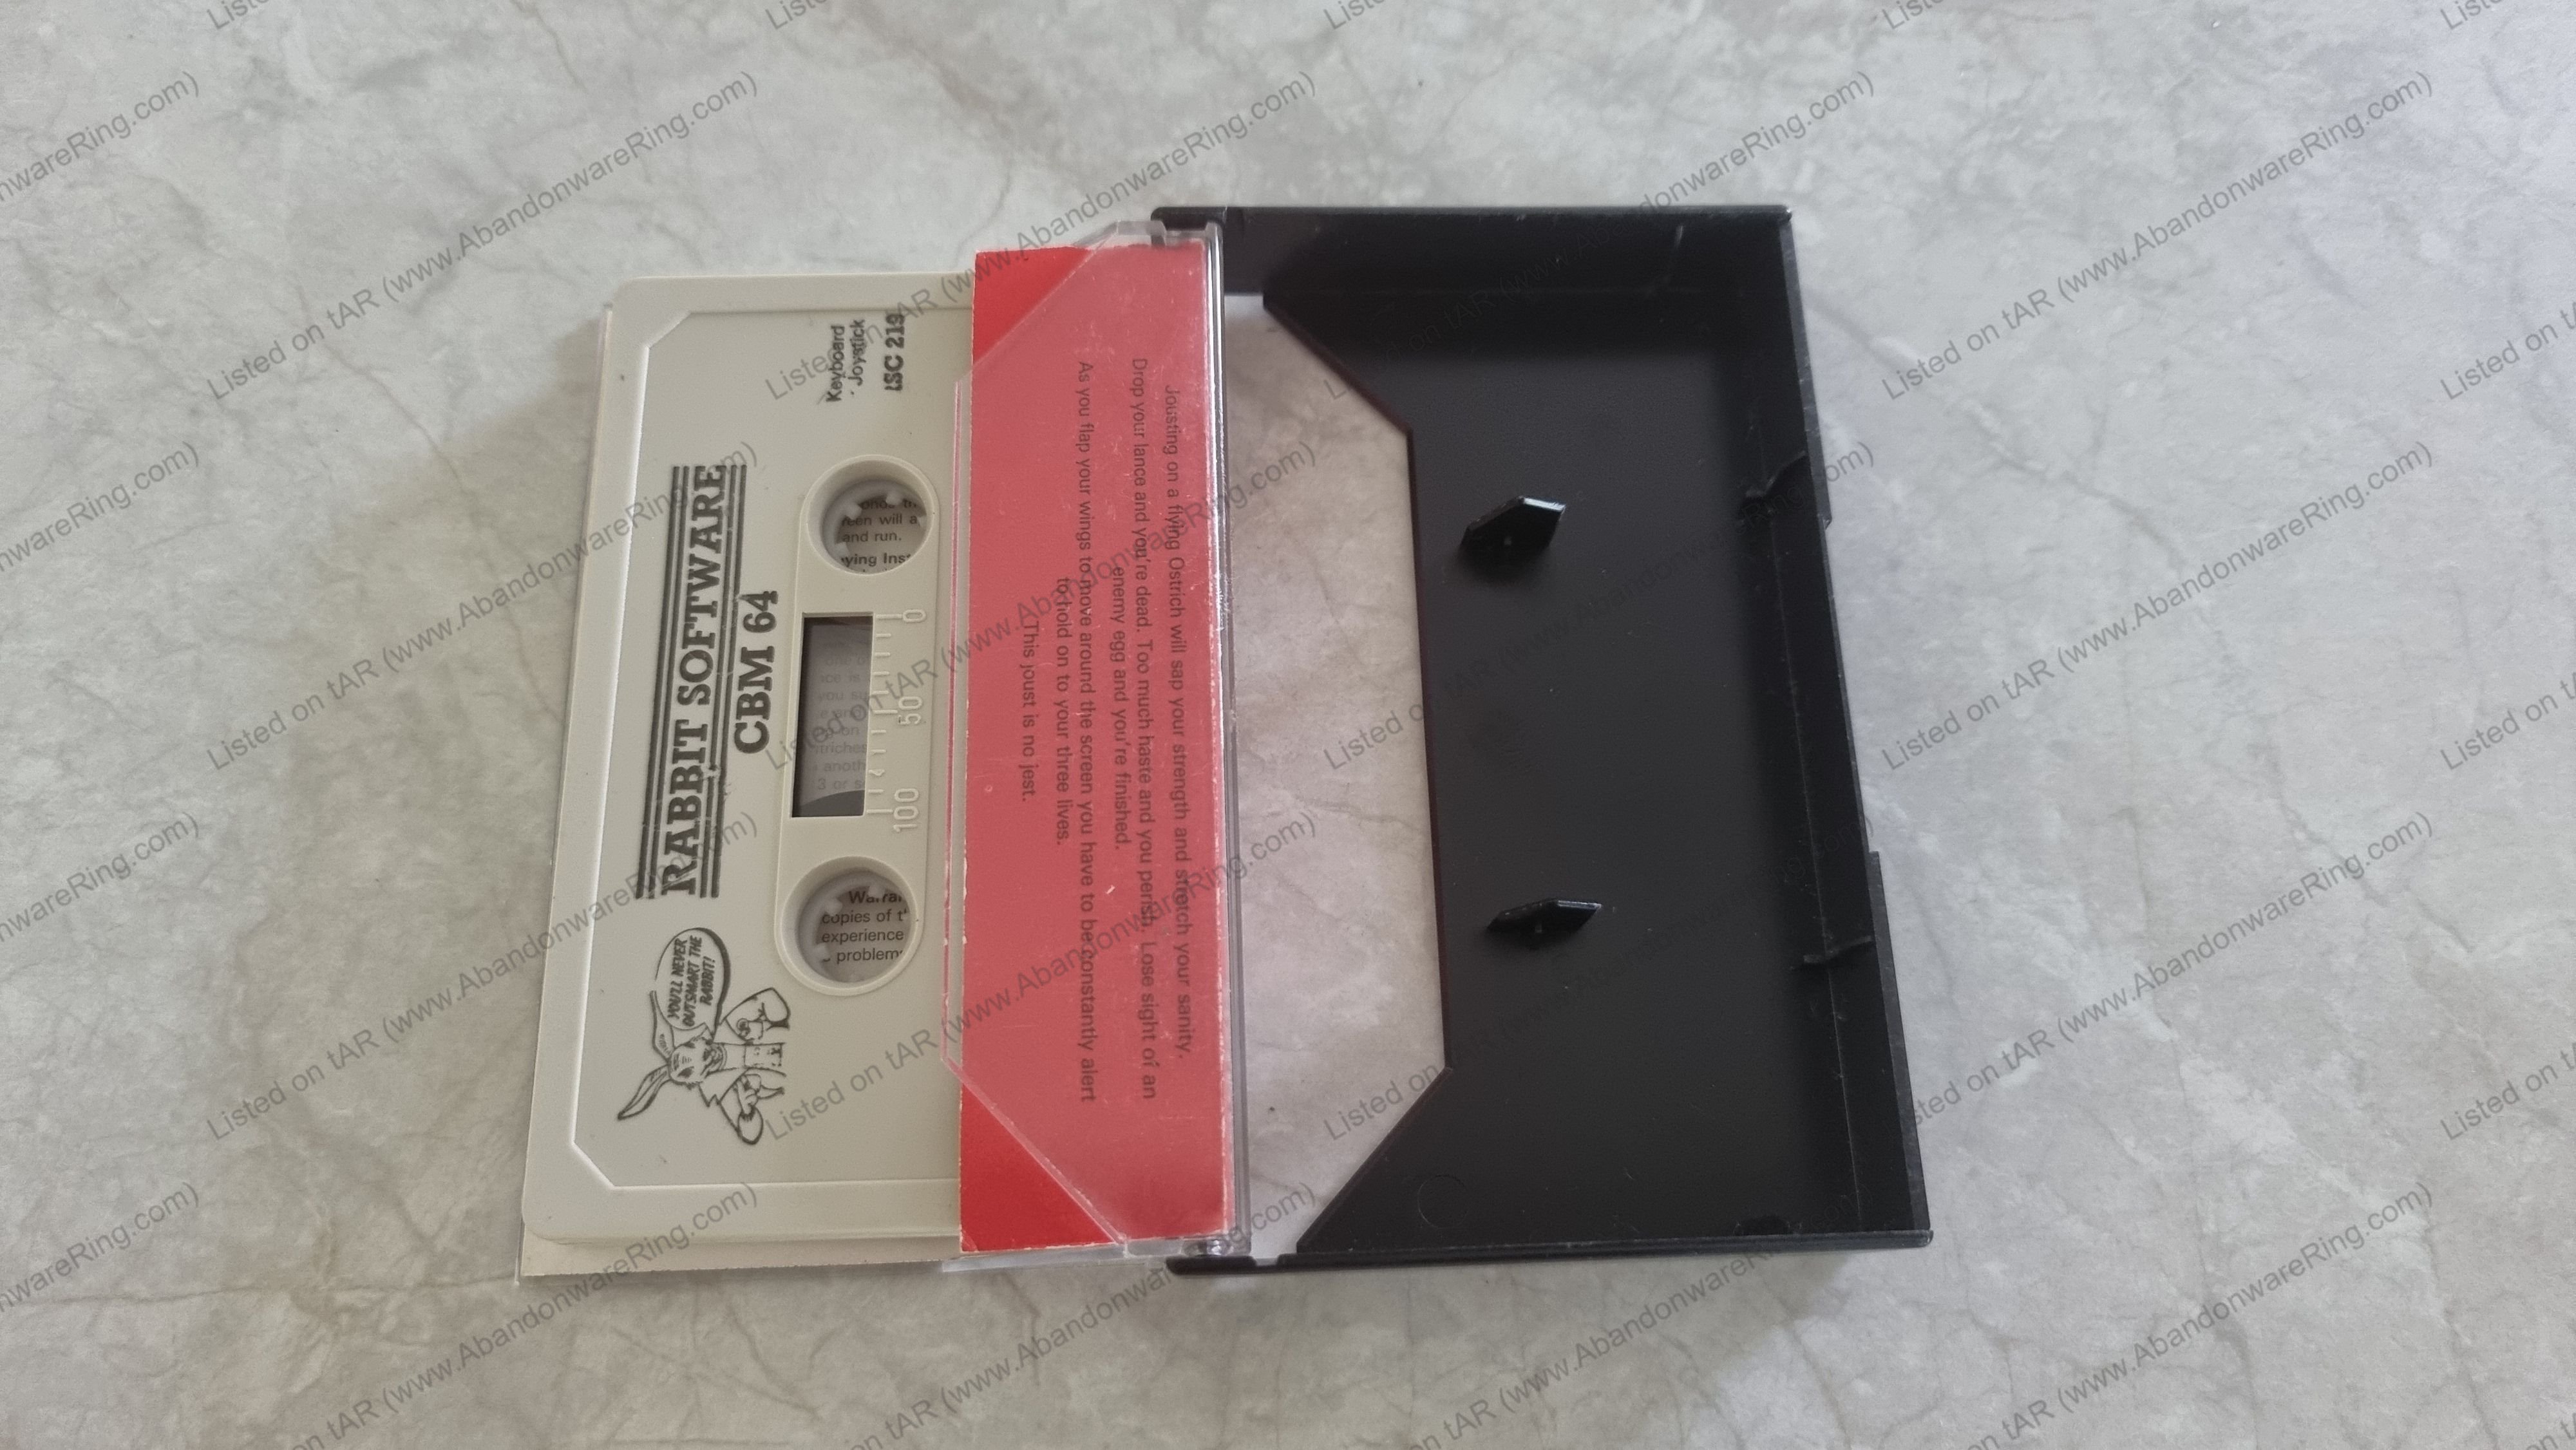 RABBIT SOFTWARE
CBM 64
Keyboard
Joystick
ISC 219
YOU'LL NEVER
OUTSMART THE
RABBIT!
0
50
100
will a
and run.
copies of
experience
problem
Jousting on a flying Ostrich will sap your strength and stretch your sanity.
Drop your lance and you're dead. Too much haste and you perish. Lose sight of an
enemy egg and you're finished.
As you flap your wings to move around the screen you have to be constantly alert
to hold on to your three lives.
This joust is no jest.
Listed on tAR (www.AbandonwareRing.com)